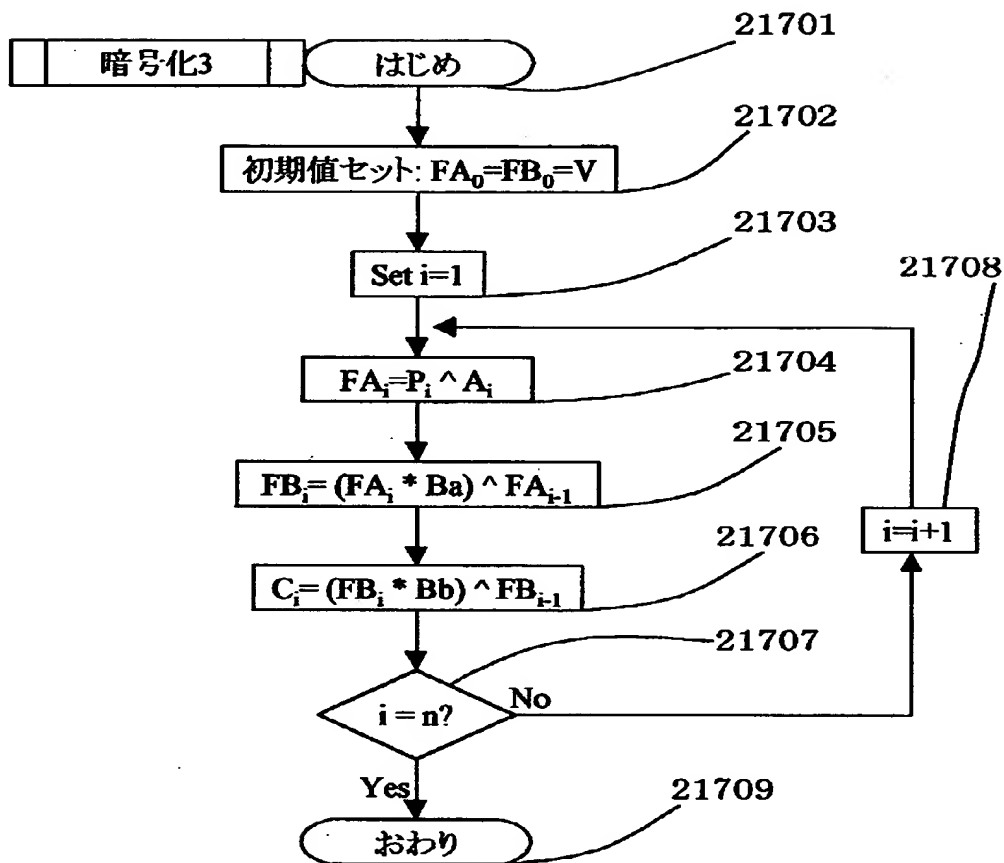 21701
暗号化3
はじめ
21702
初期値セット: FA₀=FB₀=V
21703
Set i=1
21708
21704
FAᵢ=Pᵢ ^ Aᵢ
21705
FBᵢ= (FAᵢ * Ba) ^ FAᵢ₋₁
i=i+1
21706
Cᵢ= (FBᵢ * Bb) ^ FBᵢ₋₁
21707
i = n?
No
Yes
21709
おわり